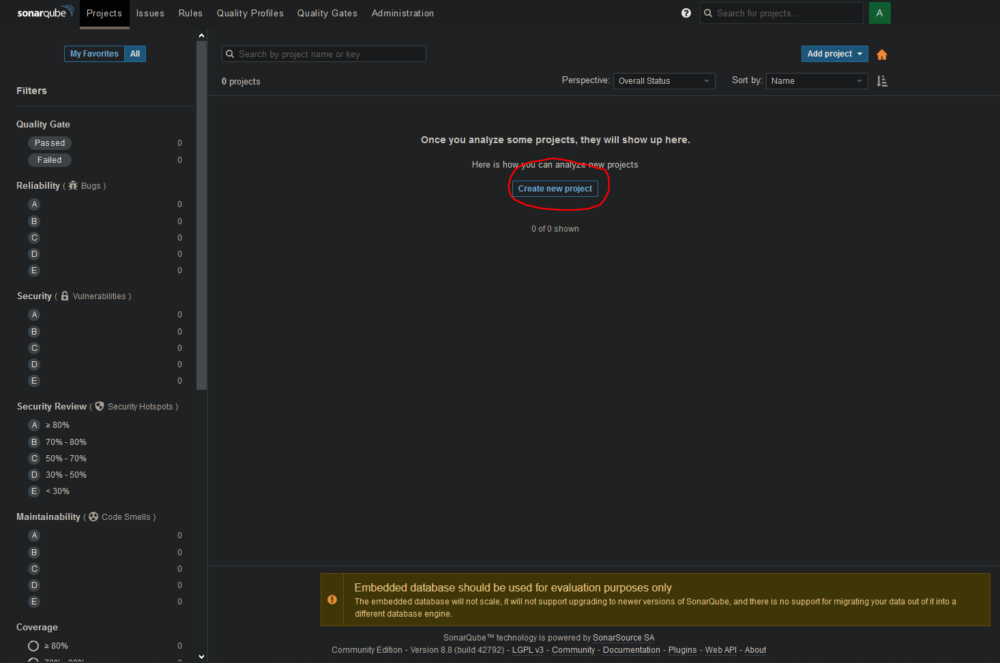 sonarqube Projects Issues Rules Quality Profiles Quality Gates Administration Search for projects... A
My Favorites All
Filters
Quality Gate
Passed 0
Failed 0
Reliability ( Bugs )
A 0
B 0
C 0
D 0
E 0
Security ( Vulnerabilities )
A 0
B 0
C 0
D 0
E 0
Security Review ( Security Hotspots )
A ≥ 80%
B 70% - 80%
C 50% - 70%
D 30% - 50%
E < 30%
Maintainability ( Code Smells )
A 0
B 0
C 0
D 0
E 0
Coverage
≥ 80% 0
Search by project name or key Add project
0 projects Perspective: Overall Status Sort by: Name
Once you analyze some projects, they will show up here.
Here is how you can analyze new projects
Create new project
0 of 0 shown
Embedded database should be used for evaluation purposes only
The embedded database will not scale, it will not support upgrading to newer versions of SonarQube, and there is no support for migrating your data out of it into a
different database engine.
SonarQube™ technology is powered by SonarSource SA
Community Edition - Version 8.8 (build 42792) - LGPL v3 - Community - Documentation - Plugins - Web API - About